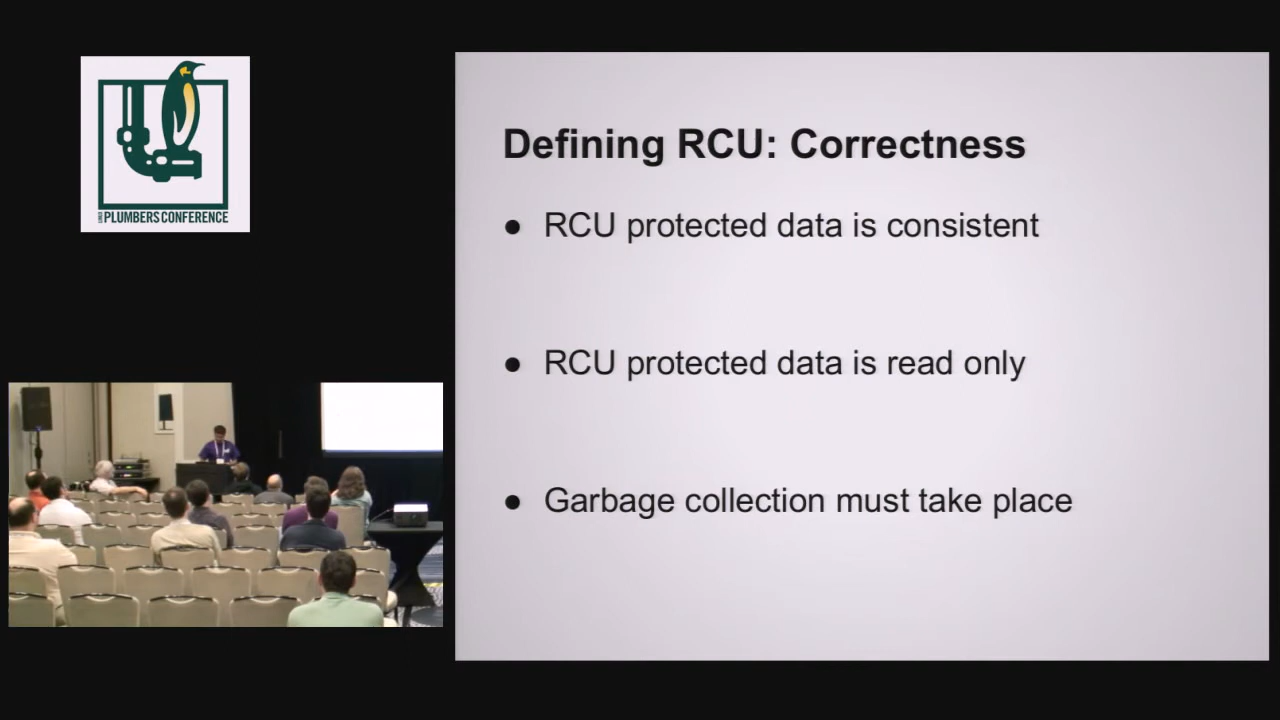 LINUX PLUMBERS CONFERENCE
Defining RCU: Correctness
● RCU protected data is consistent
● RCU protected data is read only
● Garbage collection must take place